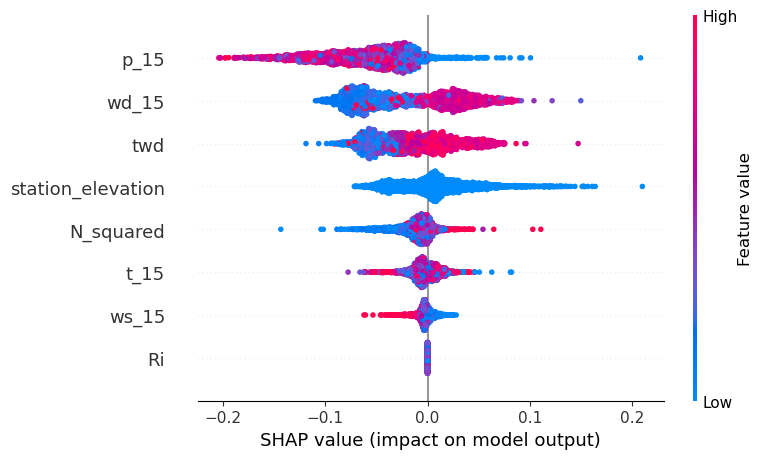 High
p_15
wd_15
twd
station_elevation
N_squared
t_15
ws_15
Ri
Feature value
Low
−0.2 −0.1 0.0 0.1 0.2
SHAP value (impact on model output)